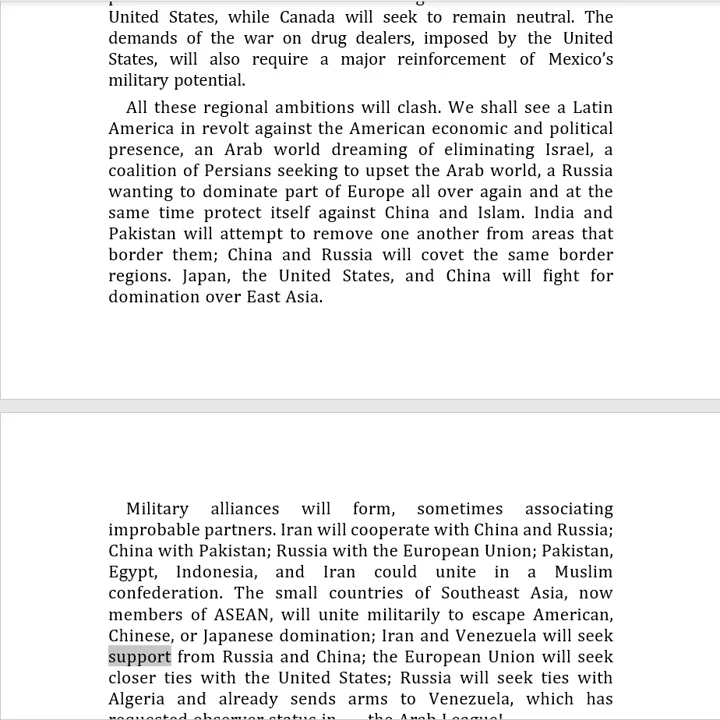 United States, while Canada will seek to remain neutral. The
demands of the war on drug dealers, imposed by the United
States, will also require a major reinforcement of Mexico’s
military potential.
All these regional ambitions will clash. We shall see a Latin
America in revolt against the American economic and political
presence, an Arab world dreaming of eliminating Israel, a
coalition of Persians seeking to upset the Arab world, a Russia
wanting to dominate part of Europe all over again and at the
same time protect itself against China and Islam. India and
Pakistan will attempt to remove one another from areas that
border them; China and Russia will covet the same border
regions. Japan, the United States, and China will fight for
domination over East Asia.
Military alliances will form, sometimes associating
improbable partners. Iran will cooperate with China and Russia;
China with Pakistan; Russia with the European Union; Pakistan,
Egypt, Indonesia, and Iran could unite in a Muslim
confederation. The small countries of Southeast Asia, now
members of ASEAN, will unite militarily to escape American,
Chinese, or Japanese domination; Iran and Venezuela will seek
support from Russia and China; the European Union will seek
closer ties with the United States; Russia will seek ties with
Algeria and already sends arms to Venezuela, which has
requested observer status in . . . the Arab League!